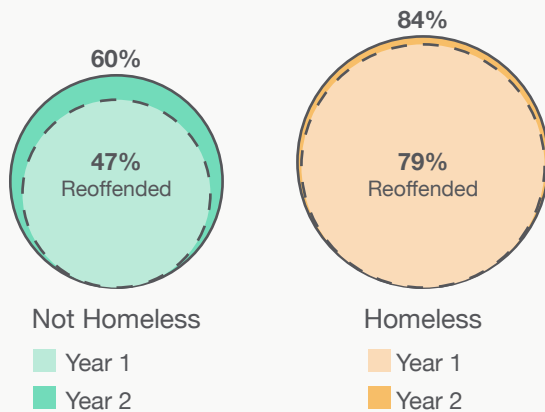 60%
47%
Reoffended
Not Homeless
Year 1
Year 2
84%
79%
Reoffended
Homeless
Year 1
Year 2